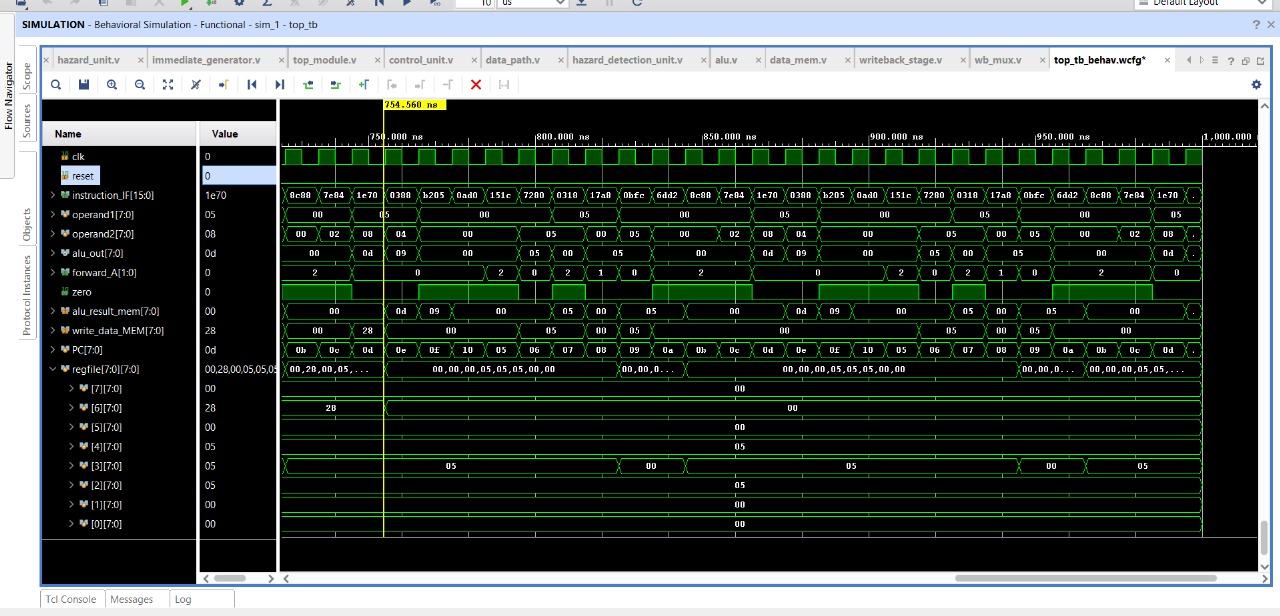 10 us Default Layout
SIMULATION - Behavioral Simulation - Functional - sim_1 - top_tb
Flow Navigator
Scope
Sources
Objects
Protocol Instances
hazard_unit.v immediate_generator.v top_module.v control_unit.v data_path.v hazard_detection_unit.v alu.v data_mem.v writeback_stage.v wb_mux.v top_tb_behav.wcfg*
754.560 ns
Name Value
750.000 ns 800.000 ns 850.000 ns 900.000 ns 950.000 ns 1,000.000
clk 0
reset 0
instruction_IF[15:0] 1e70 8c88 7e84 1e70 0388 b205 0ad0 151c 7280 0318 17a8 0bfc 6dd2 8c88 7e84 1e70 0388 b205 0ad0 151c 7280 0318 17a8 0bfc 6dd2 8c88 7e84 1e70
operand1[7:0] 05 00 05 00 05 00 05 00 05 00 05
operand2[7:0] 08 00 02 08 04 00 05 00 05 00 02 08 04 00 05 00 05 00 02 08
alu_out[7:0] 0d 00 0d 09 00 05 00 05 00 0d 09 00 05 00 05 00 0d
forward_A[1:0] 0 2 0 2 0 2 1 0 2 0 2 0 2 1 0 2 0
zero 0
alu_result_mem[7:0] 00 00 0d 09 00 05 00 05 00 0d 09 00 05 00 05 00
write_data_MEM[7:0] 28 00 28 00 05 00 05 00 05 00 05 00
PC[7:0] 0d 0b 0c 0d 0e 0f 10 05 06 07 08 09 0a 0b 0c 0d 0e 0f 10 05 06 07 08 09 0a 0b 0c 0d
regfile[7:0][7:0] 00,28,00,05,05,05 00,28,00,05,... 00,00,00,05,05,05,00,00 00,00,0... 00,00,00,05,05,05,00,00 00,00,0... 00,00,00,05,...
[7][7:0] 00 00
[6][7:0] 28 28 00
[5][7:0] 00 00
[4][7:0] 05 05
[3][7:0] 05 05 00 05 00 05
[2][7:0] 05 05
[1][7:0] 00 00
[0][7:0] 00 00
Tcl Console Messages Log